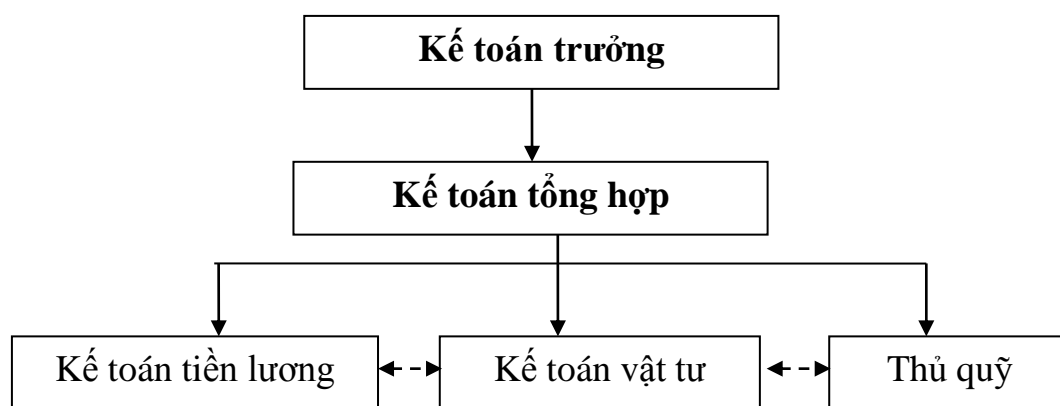 Kế toán trưởng
Kế toán tổng hợp
Kế toán tiền lương
Kế toán vật tư
Thủ quỹ